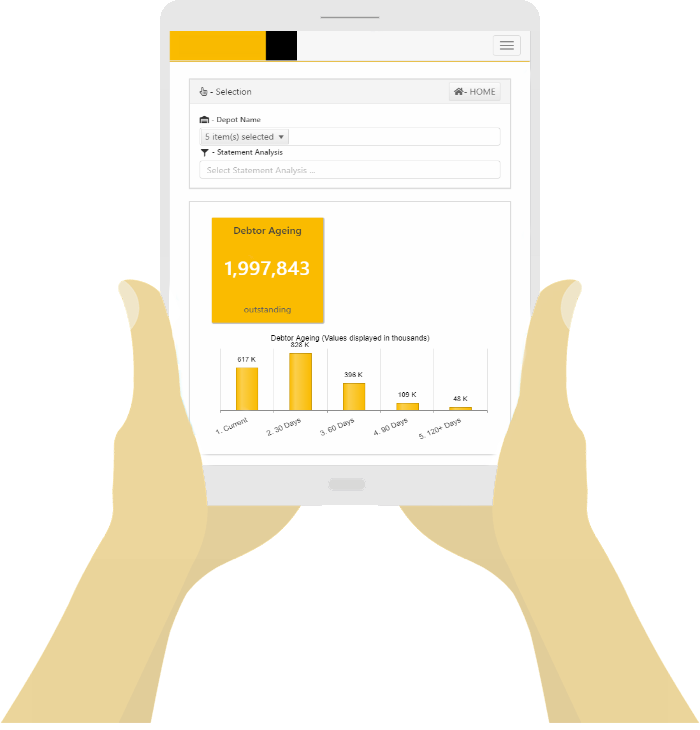 - Selection
- HOME
- Depot Name
5 item(s) selected
- Statement Analysis
Select Statement Analysis ...
Debtor Ageing
1,997,843
outstanding
Debtor Ageing (Values displayed in thousands)
617 K
828 K
396 K
109 K
48 K
1. Current
2. 30 Days
3. 60 Days
4. 90 Days
5. 120+ Days